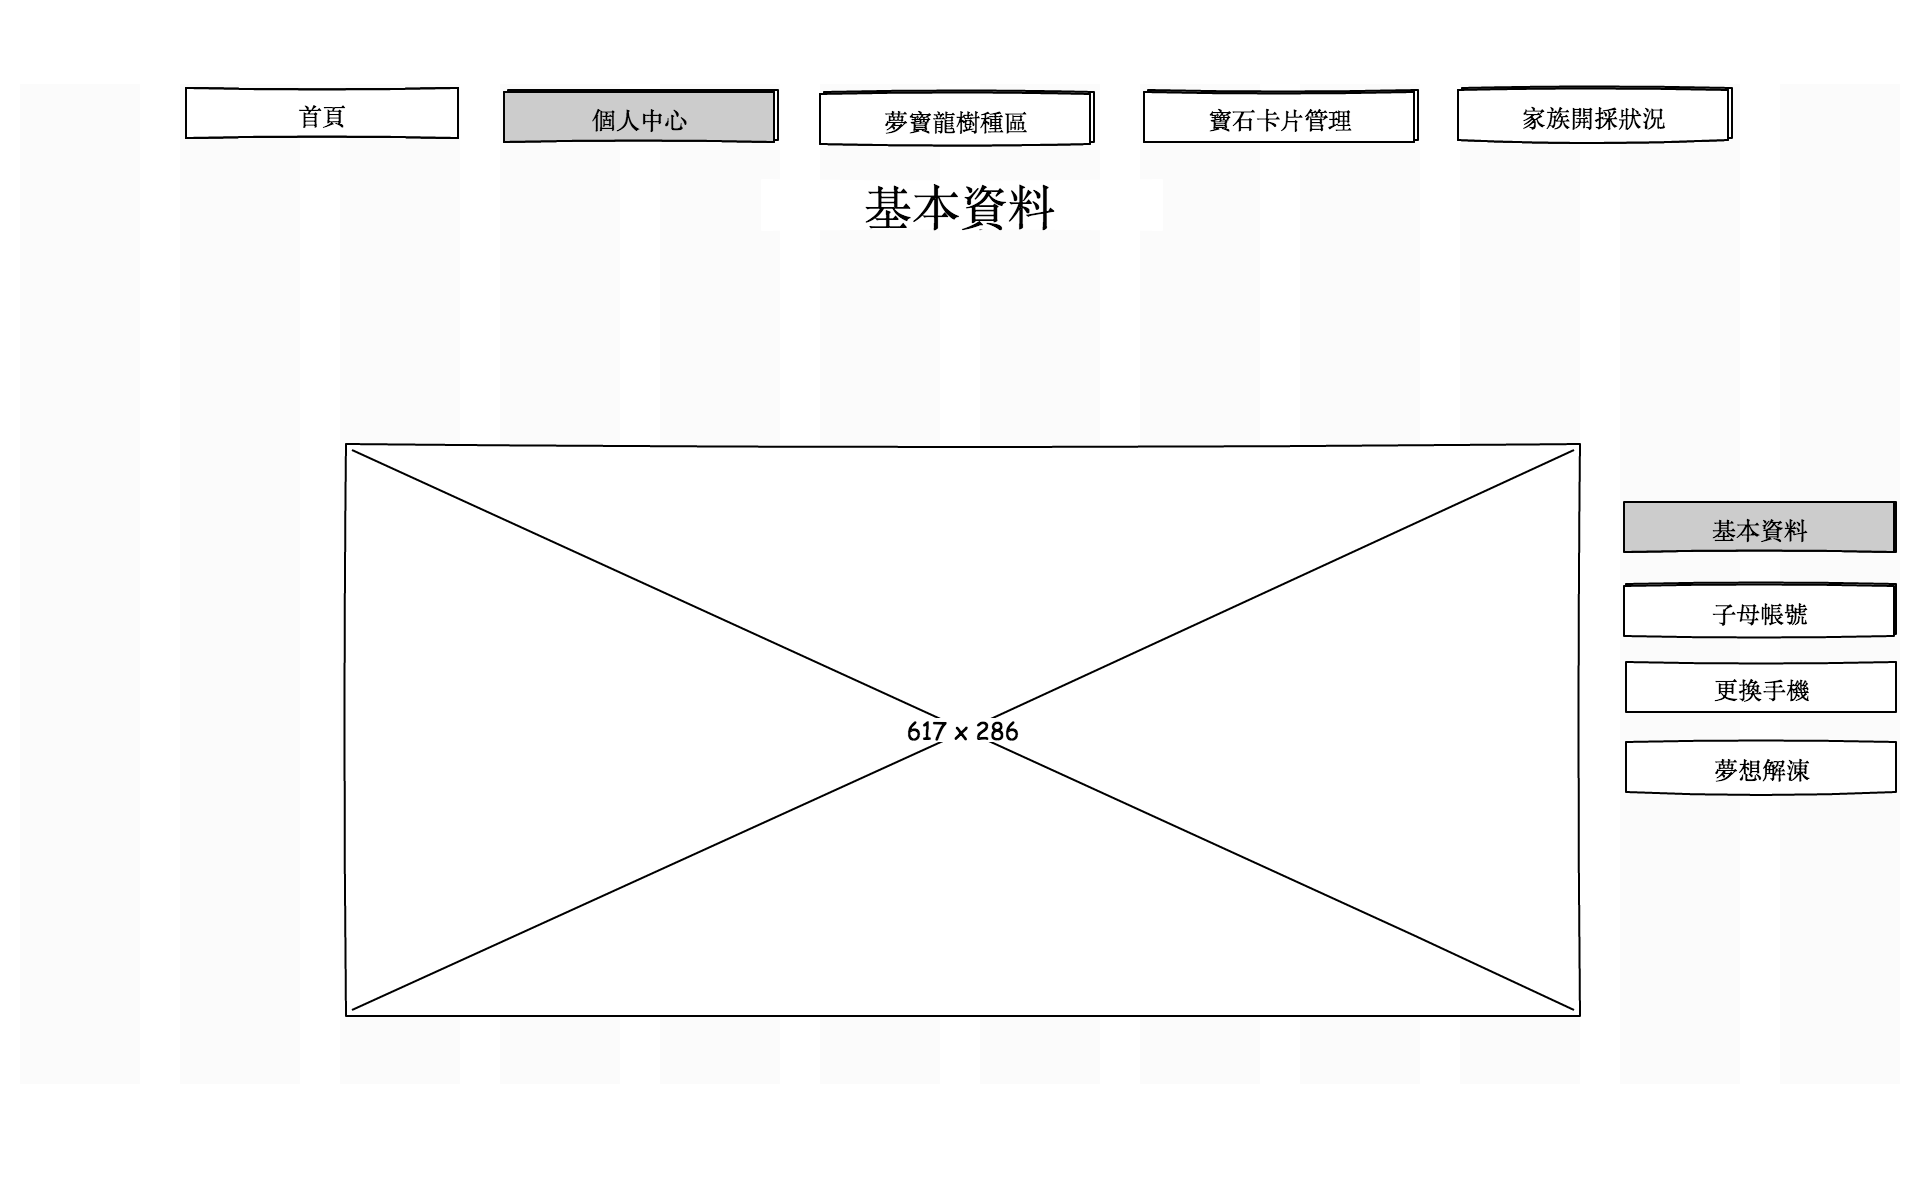 首頁
個人中心
夢寶龍樹種區
寶石卡片管理
家族開採狀況
基本資料
617 x 286
基本資料
子母帳號
更換手機
夢想解凍